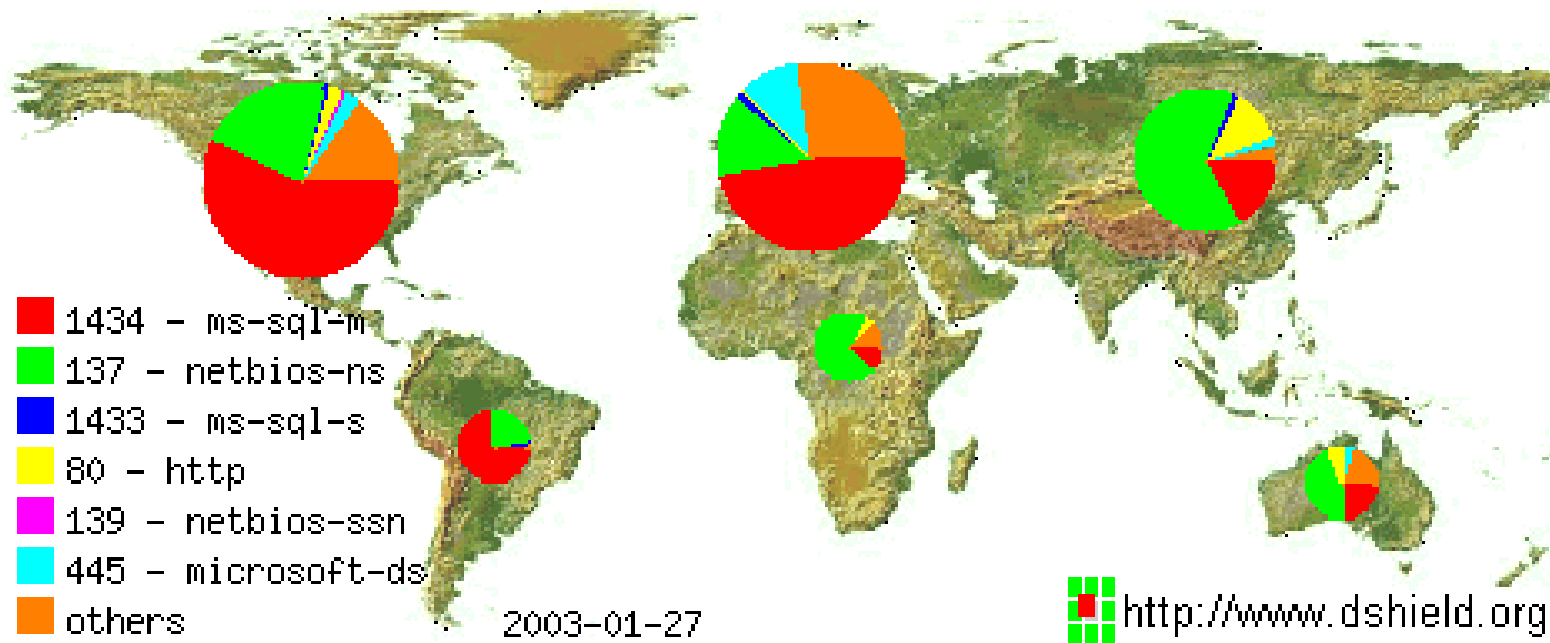 1434 - ms-sql-m
137 - netbios-ns
1433 - ms-sql-s
80 - http
139 - netbios-ssn
445 - microsoft-ds
others
2003-01-27
http://www.dshield.org